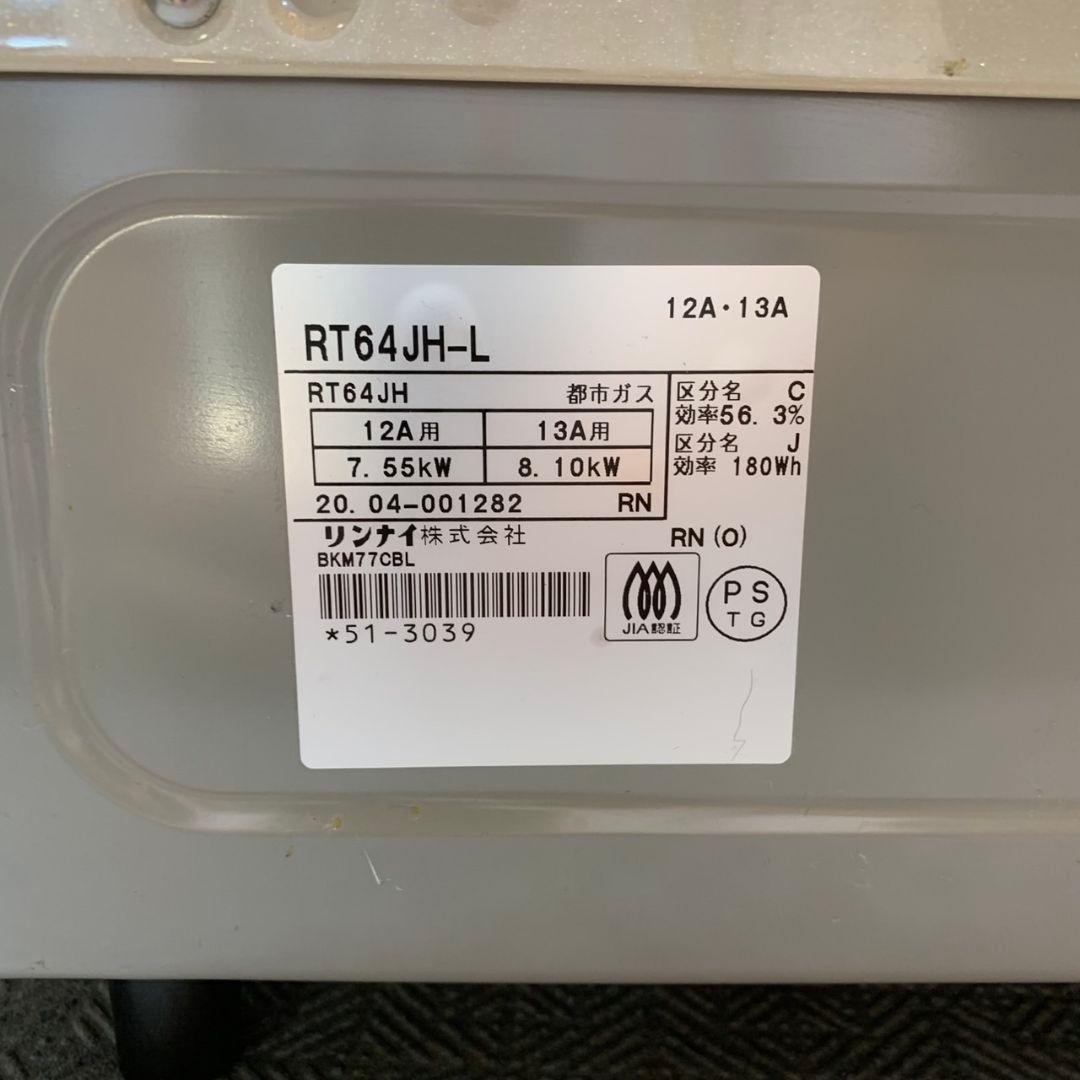 12A・13A
RT64JH-L
RT64JH 都市ガス
12A用 13A用
7.55kW 8.10kW
20.04-001282 RN
区分名 C
効率56.3%
区分名 J
効率 180Wh
リンナイ株式会社 RN(O)
BKM77CBL
*51-3039
JIA認証
PS
TG